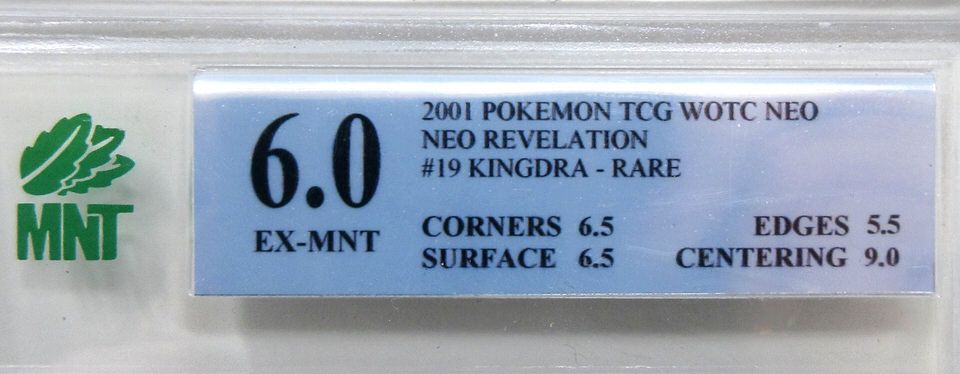 MNT
6.0
EX-MNT
2001 POKEMON TCG WOTC NEO
NEO REVELATION
#19 KINGDRA - RARE
CORNERS 6.5 EDGES 5.5
SURFACE 6.5 CENTERING 9.0